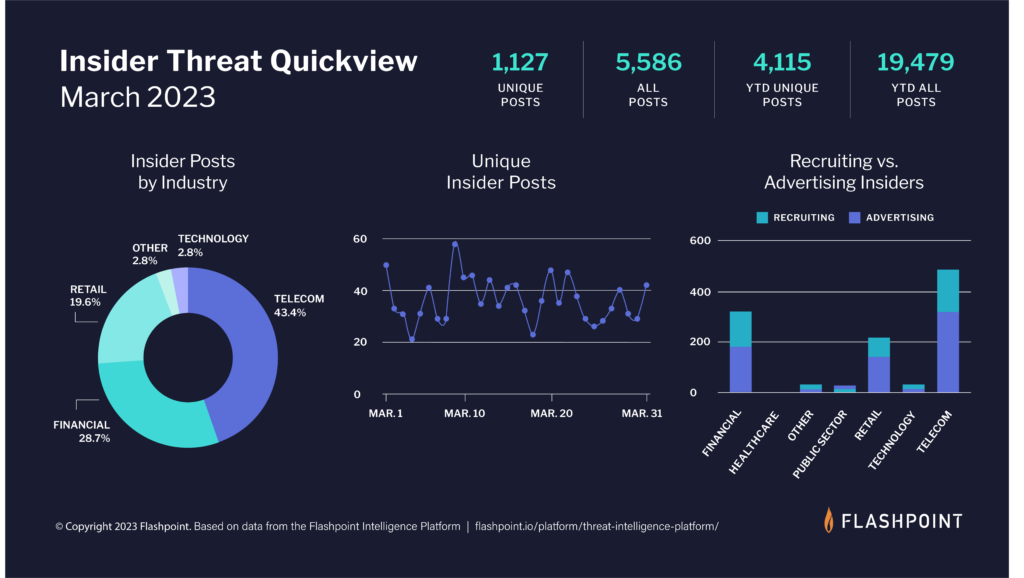 Insider Threat Quickview
March 2023
1,127
UNIQUE
POSTS
5,586
ALL
POSTS
4,115
YTD UNIQUE
POSTS
19,479
YTD ALL
POSTS
Insider Posts
by Industry
TECHNOLOGY
2.8%
OTHER
2.8%
RETAIL
19.6%
TELECOM
43.4%
FINANCIAL
28.7%
Unique
Insider Posts
60
40
20
0
MAR. 1
MAR. 10
MAR. 20
MAR. 31
Recruiting vs.
Advertising Insiders
RECRUITING
ADVERTISING
600
400
200
0
FINANCIAL
HEALTHCARE
OTHER
PUBLIC SECTOR
RETAIL
TECHNOLOGY
TELECOM
© Copyright 2023 Flashpoint. Based on data from the Flashpoint Intelligence Platform | flashpoint.io/platform/threat-intelligence-platform/
FLASHPOINT